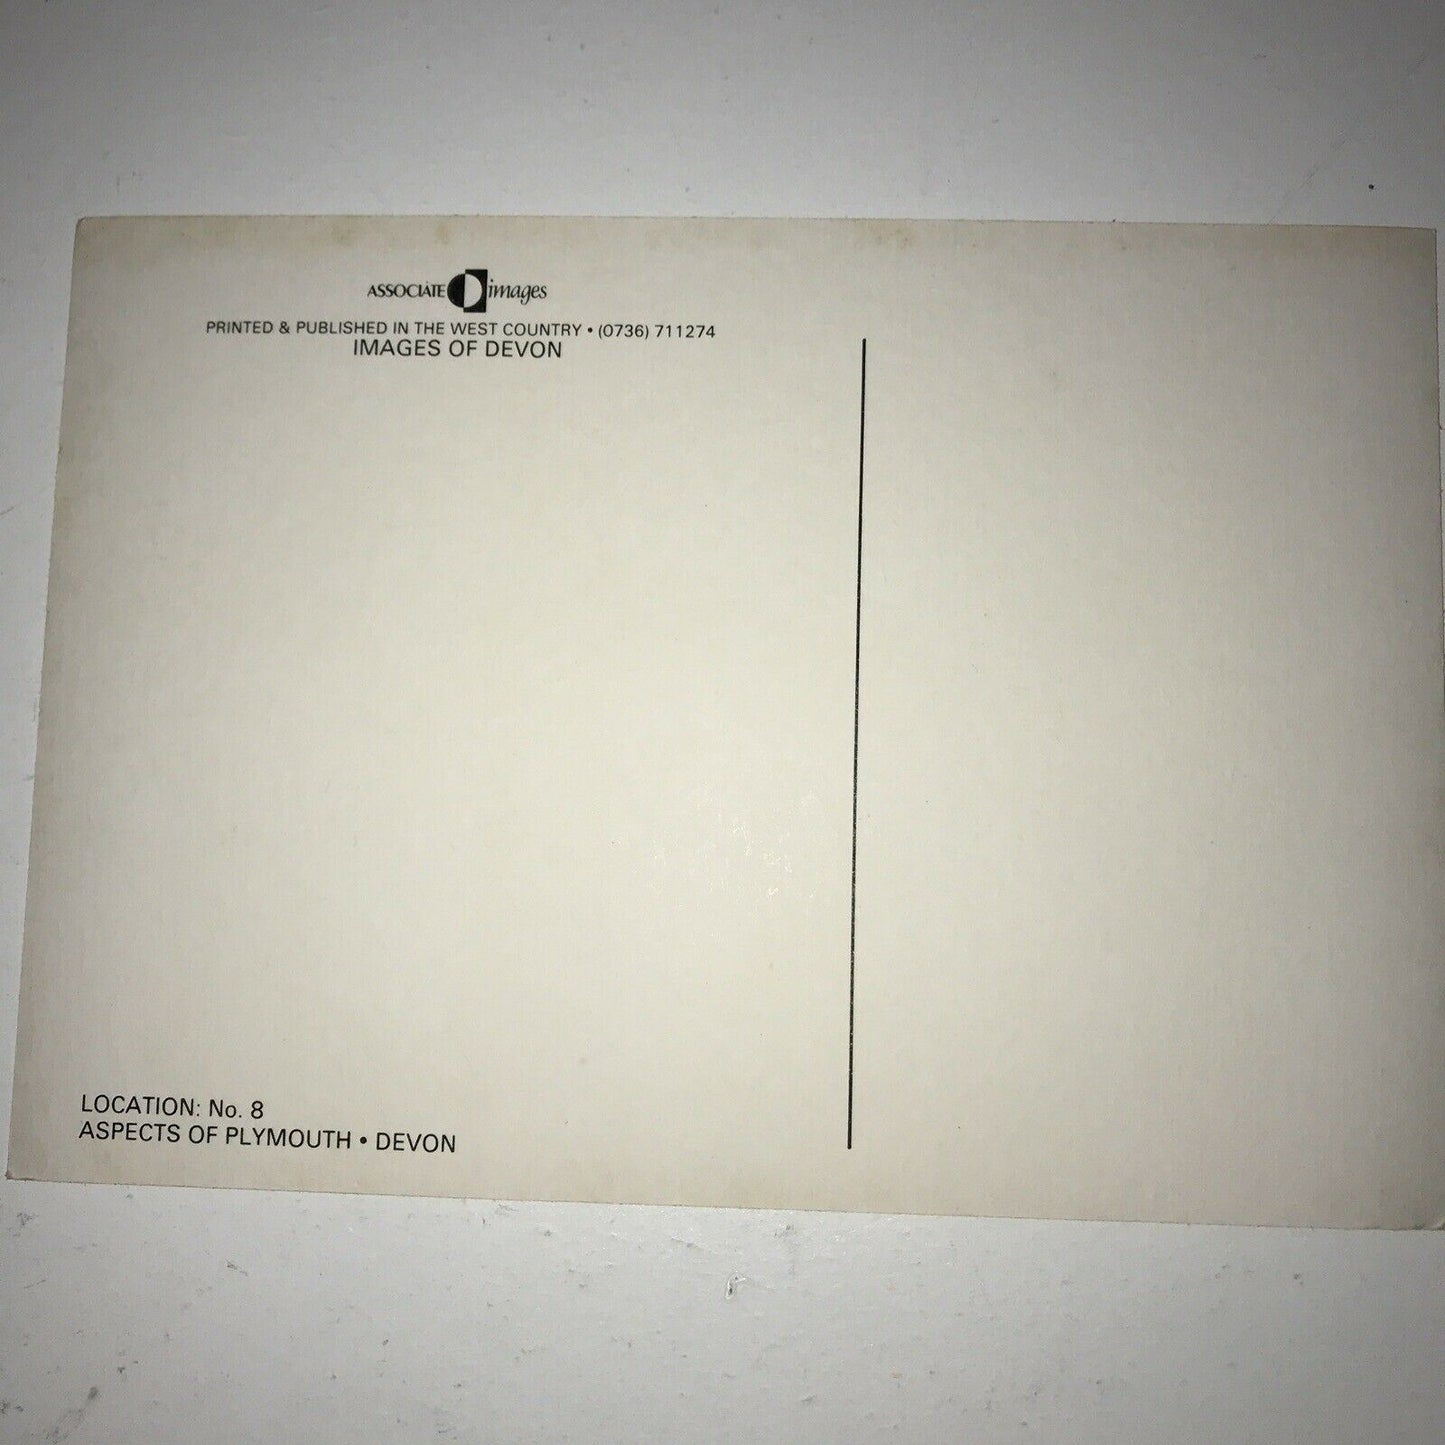 ASSOCIATE images
PRINTED & PUBLISHED IN THE WEST COUNTRY • (0736) 711274
IMAGES OF DEVON
LOCATION: No. 8
ASPECTS OF PLYMOUTH • DEVON